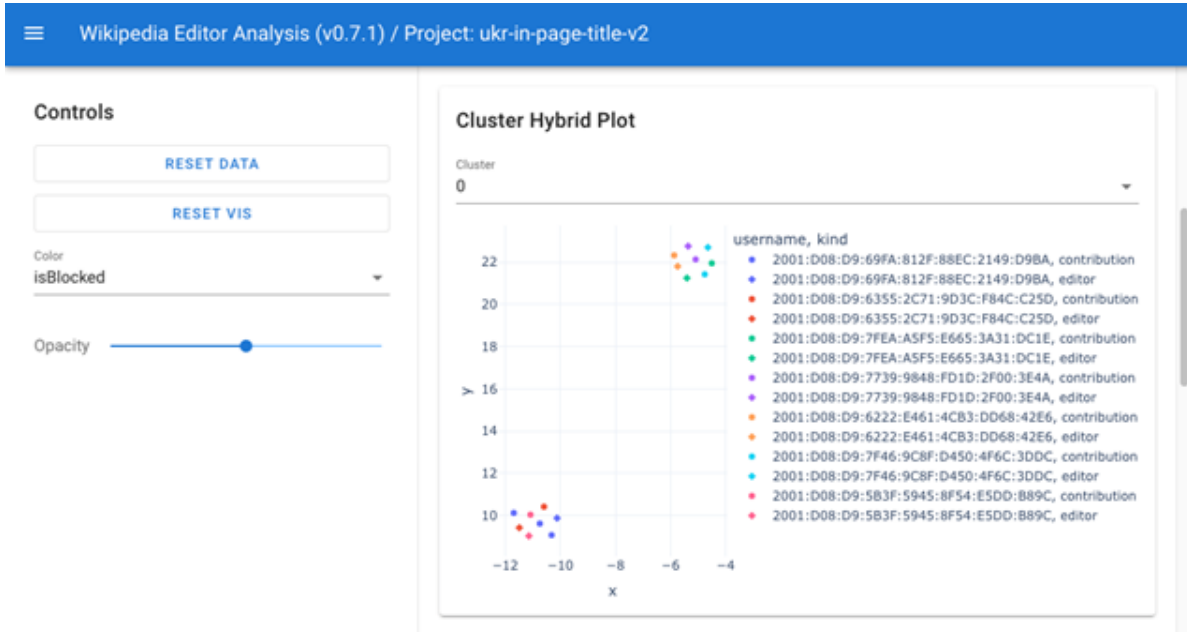 Wikipedia Editor Analysis (v0.7.1) / Project: ukr-in-page-title-v2
Controls
RESET DATA
RESET VIS
Color
isBlocked
Opacity
Cluster Hybrid Plot
Cluster
0
username, kind
2001:D08:D9:69FA:812F:88EC:2149:D9BA, contribution
2001:D08:D9:69FA:812F:88EC:2149:D9BA, editor
2001:D08:D9:6355:2C71:9D3C:F84C:C25D, contribution
2001:D08:D9:6355:2C71:9D3C:F84C:C25D, editor
2001:D08:D9:7FEA:A5F5:E665:3A31:DC1E, contribution
2001:D08:D9:7FEA:A5F5:E665:3A31:DC1E, editor
2001:D08:D9:7739:9848:FD1D:2F00:3E4A, contribution
2001:D08:D9:7739:9848:FD1D:2F00:3E4A, editor
2001:D08:D9:6222:E461:4CB3:DD68:42E6, contribution
2001:D08:D9:6222:E461:4CB3:DD68:42E6, editor
2001:D08:D9:7F46:9C8F:D450:4F6C:3DDC, contribution
2001:D08:D9:7F46:9C8F:D450:4F6C:3DDC, editor
2001:D08:D9:5B3F:5945:8F54:E5DD:B89C, contribution
2001:D08:D9:5B3F:5945:8F54:E5DD:B89C, editor
22
20
18
y
16
14
12
10
−12 −10 −8 −6 −4
x